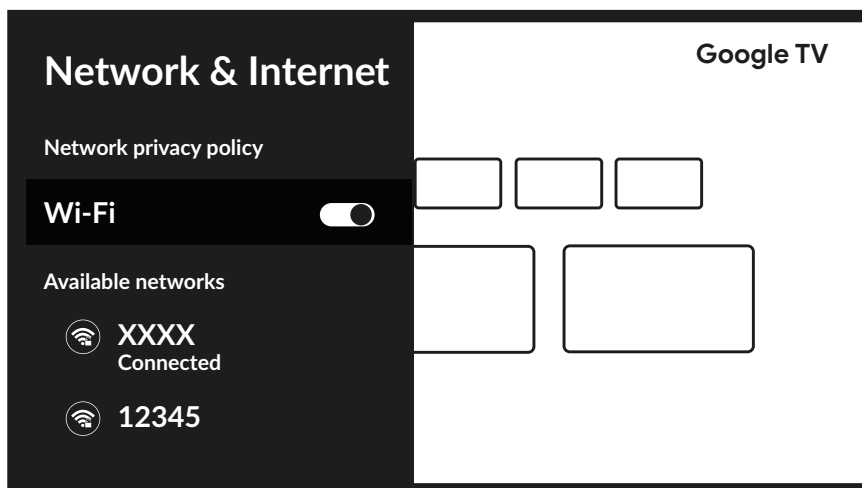 Network & Internet
Google TV
Network privacy policy
Wi-Fi
Available networks
XXXX
Connected
12345